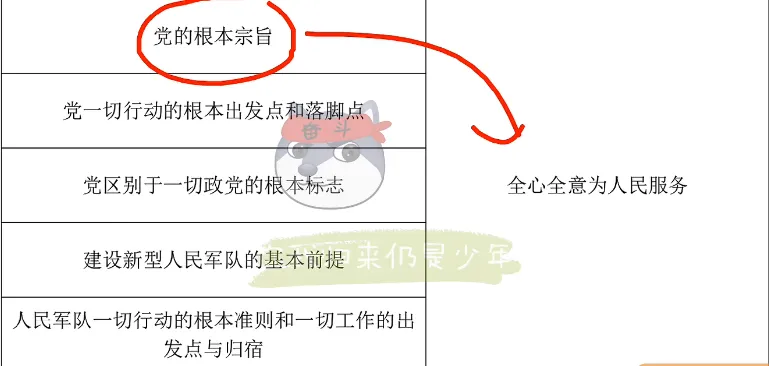 党的根本宗旨
党一切行动的根本出发点和落脚点
奋斗
党区别于一切政党的根本标志
全心全意为人民服务
建设新型人民军队的基本前提
来仍是少年
人民军队一切行动的根本准则和一切工作的出
发点与归宿